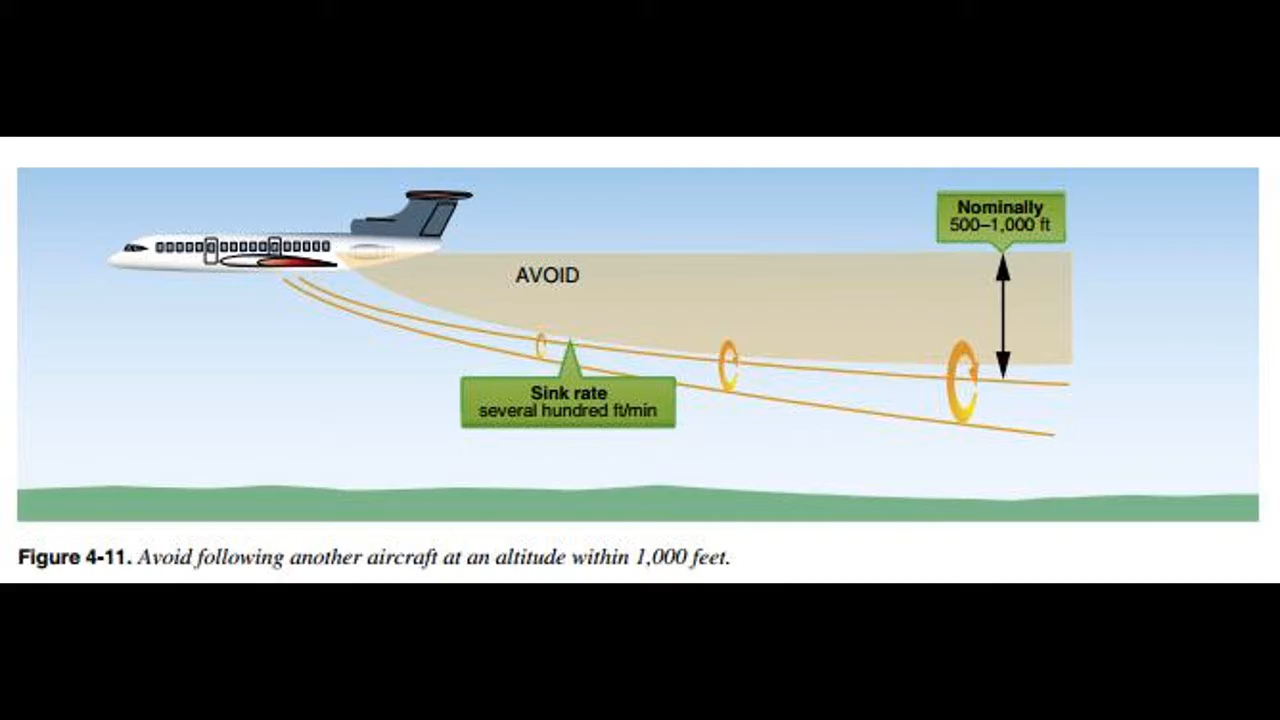 Nominally
500–1,000 ft
AVOID
Sink rate
several hundred ft/min
Figure 4-11. Avoid following another aircraft at an altitude within 1,000 feet.